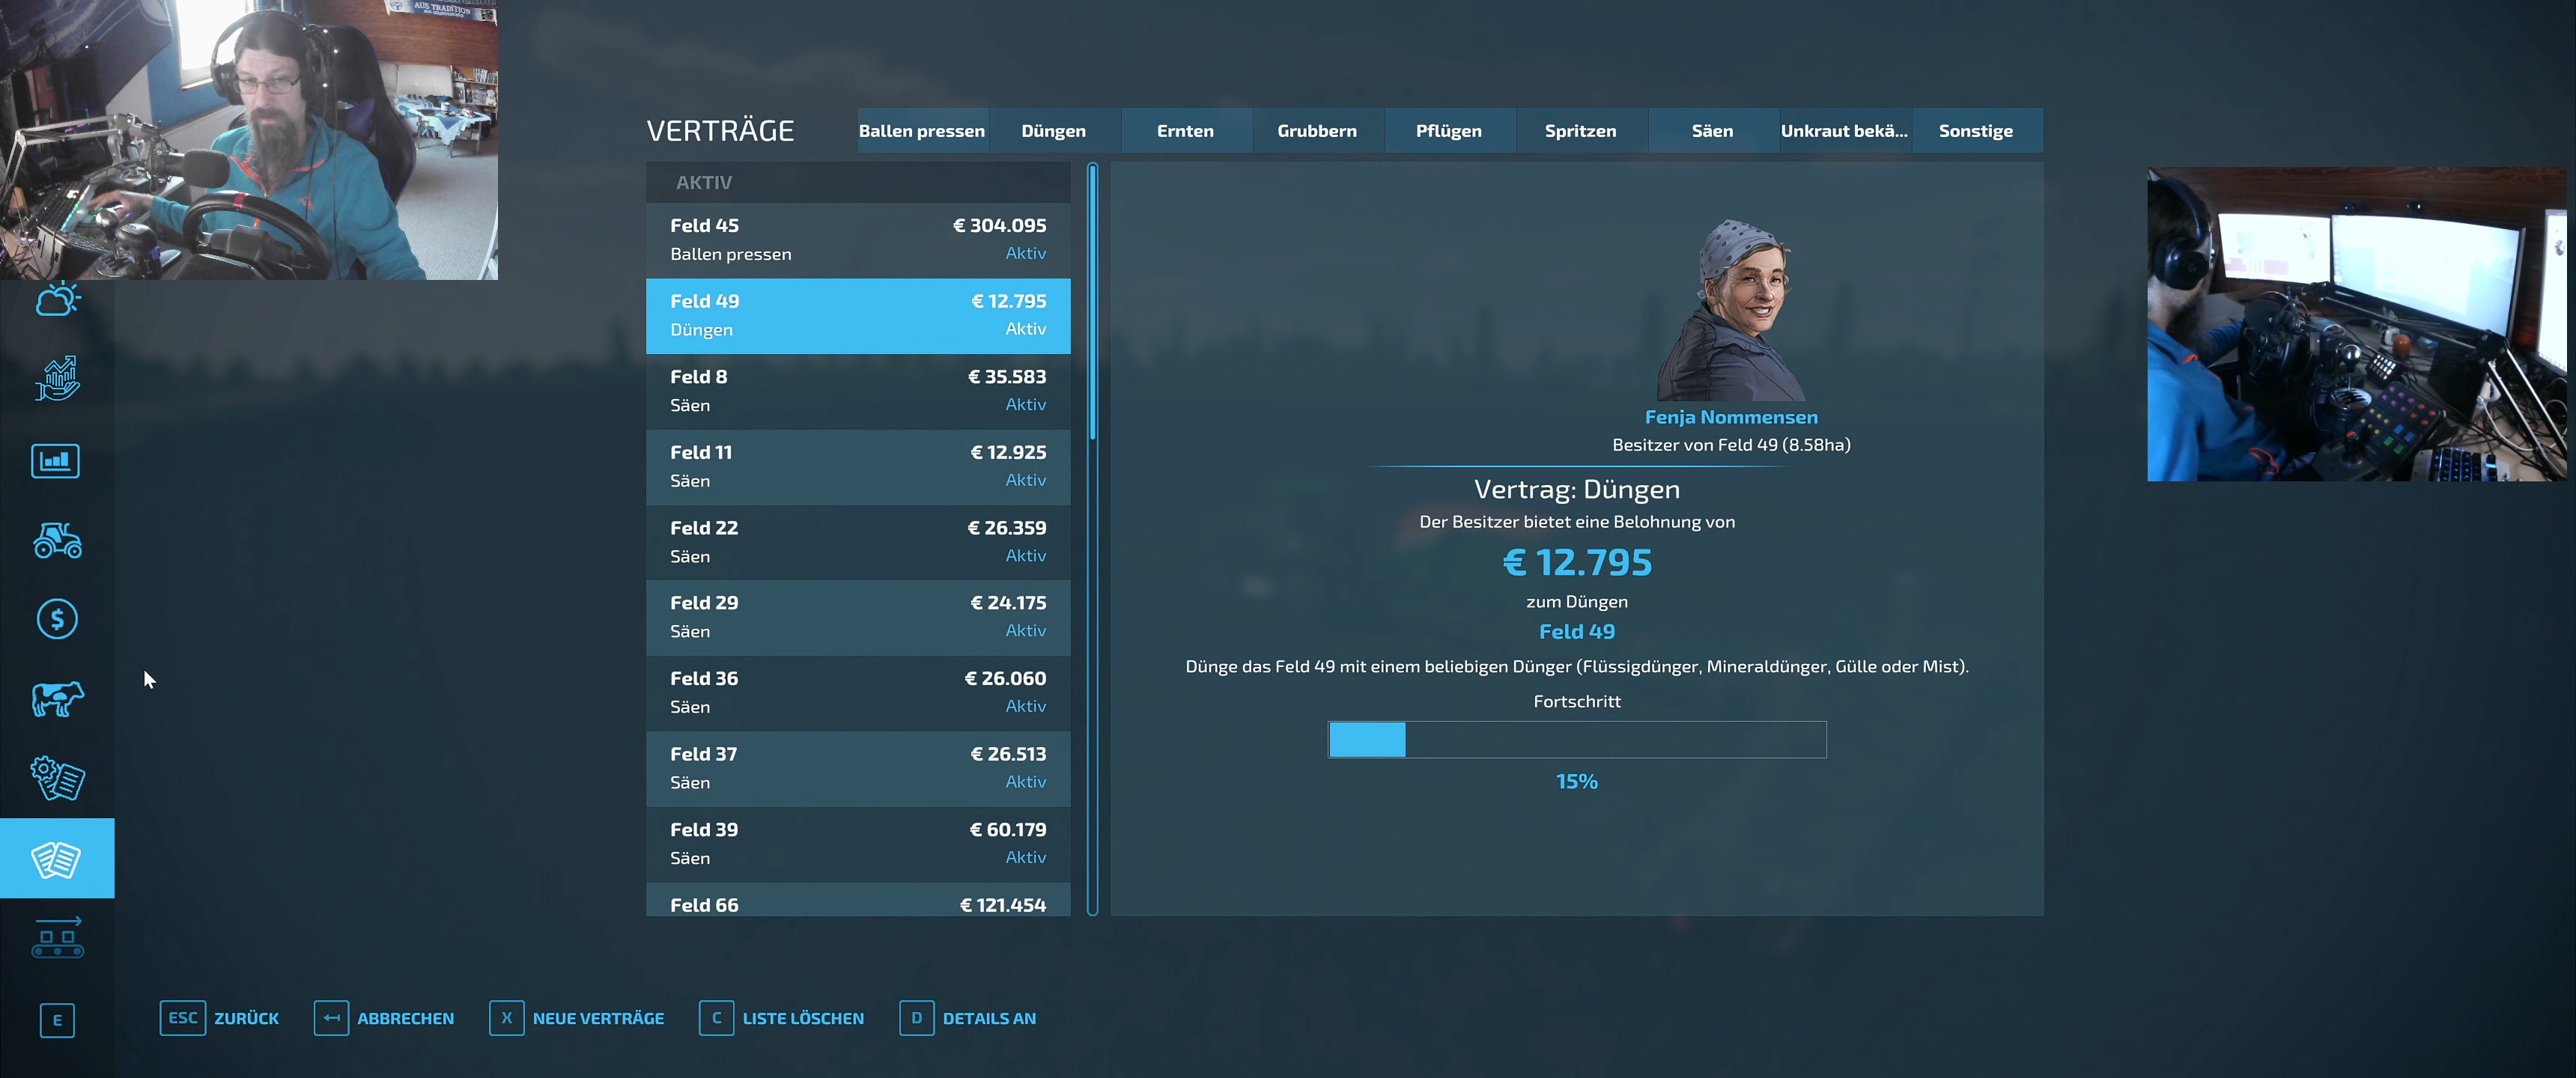 AUS TRADITION
VERTRÄGE
Ballen pressen
Düngen
Ernten
Grubbern
Pflügen
Spritzen
Säen
Unkraut bekä...
Sonstige
AKTIV
Feld 45 € 304.095
Ballen pressen Aktiv
Feld 49 € 12.795
Düngen Aktiv
Feld 8 € 35.583
Säen Aktiv
Feld 11 € 12.925
Säen Aktiv
Feld 22 € 26.359
Säen Aktiv
Feld 29 € 24.175
Säen Aktiv
Feld 36 € 26.060
Säen Aktiv
Feld 37 € 26.513
Säen Aktiv
Feld 39 € 60.179
Säen Aktiv
Feld 66 € 121.454
Fenja Nommensen
Besitzer von Feld 49 (8.58ha)
Vertrag: Düngen
Der Besitzer bietet eine Belohnung von
€ 12.795
zum Düngen
Feld 49
Dünge das Feld 49 mit einem beliebigen Dünger (Flüssigdünger, Mineraldünger, Gülle oder Mist).
Fortschritt
15%
E
ESC ZURÜCK
ABBRECHEN
X NEUE VERTRÄGE
C LISTE LÖSCHEN
D DETAILS AN